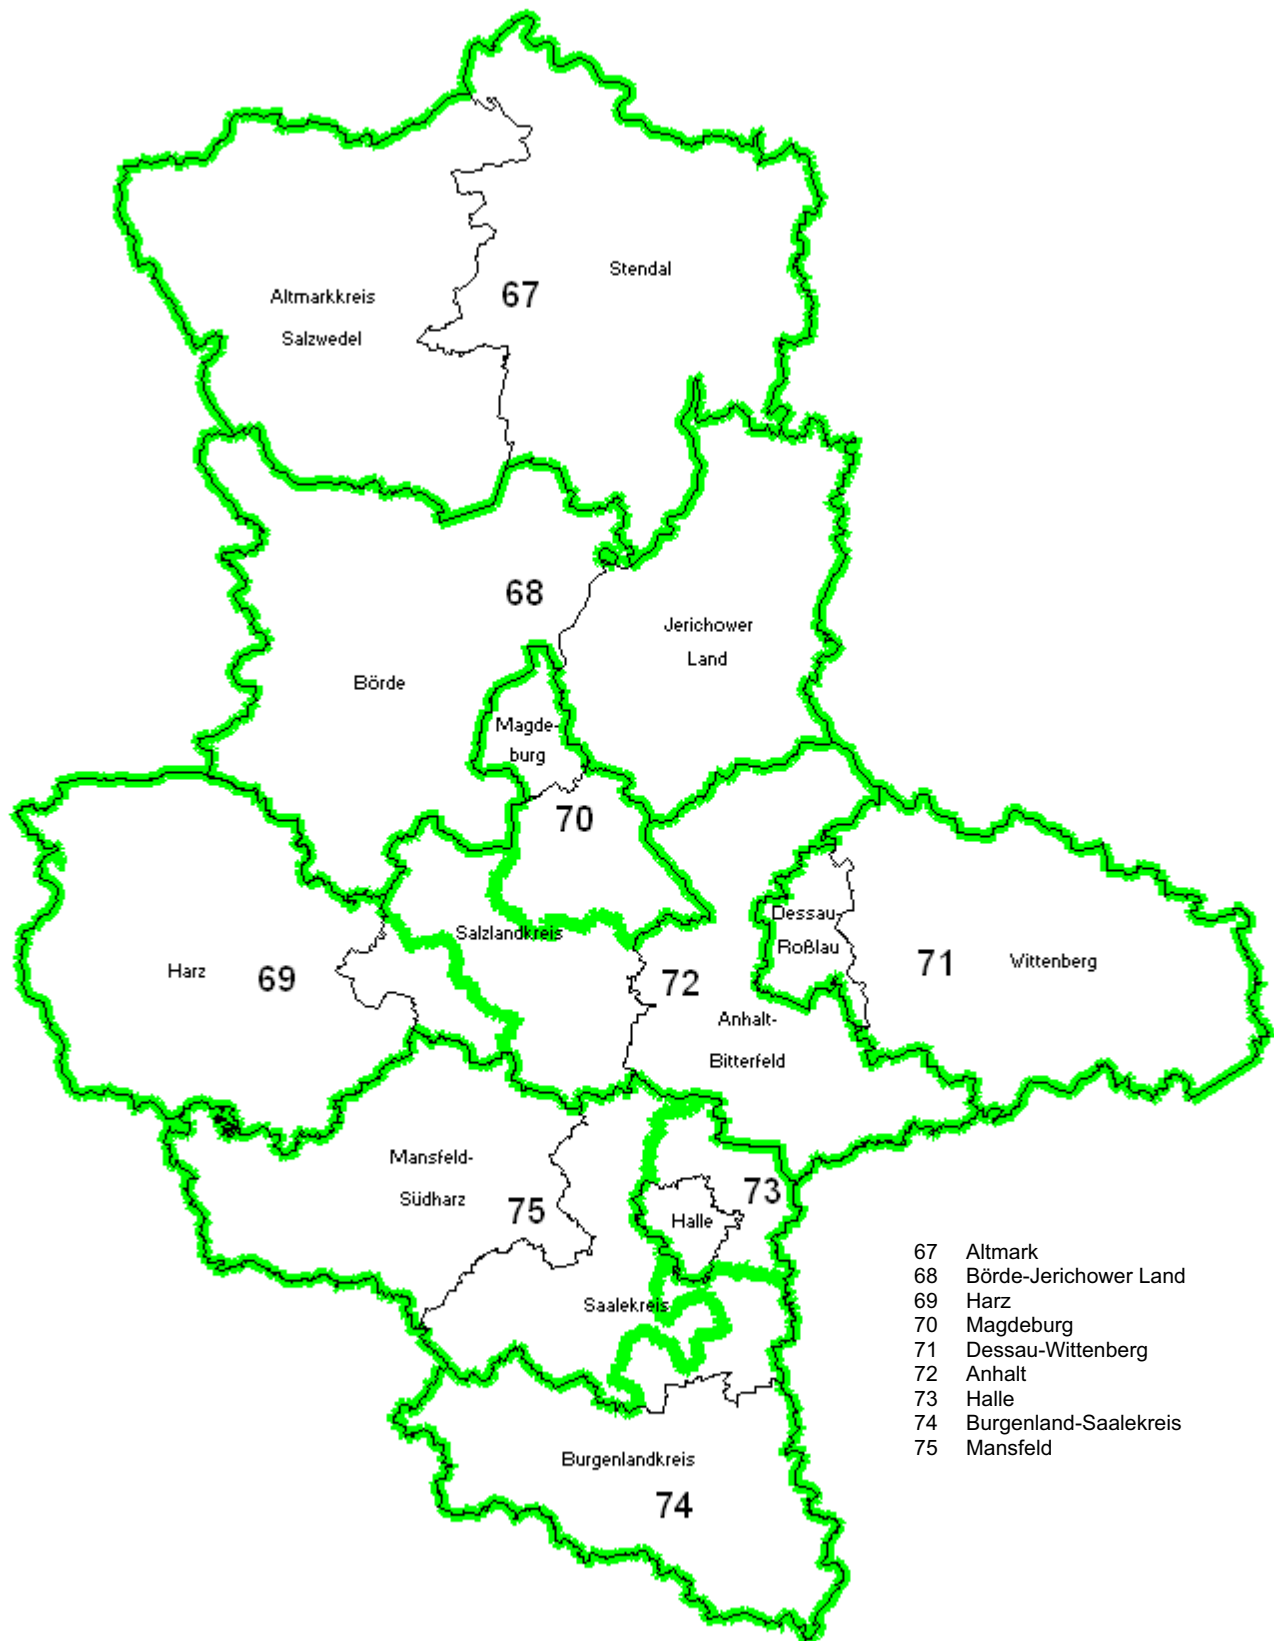 Stendal
67
Altmarkkreis
Salzwedel
68
Jerichower
Land
Börde
Magde-
burg
70
Dessau-
Roßlau
Salzlandkreis
71
Wittenberg
Harz
69
72
Anhalt-
Bitterfeld
Mansfeld-
Südharz
75
73
Halle
Saalekreis
Burgenlandkreis
74
67 Altmark
68 Börde-Jerichower Land
69 Harz
70 Magdeburg
71 Dessau-Wittenberg
72 Anhalt
73 Halle
74 Burgenland-Saalekreis
75 Mansfeld